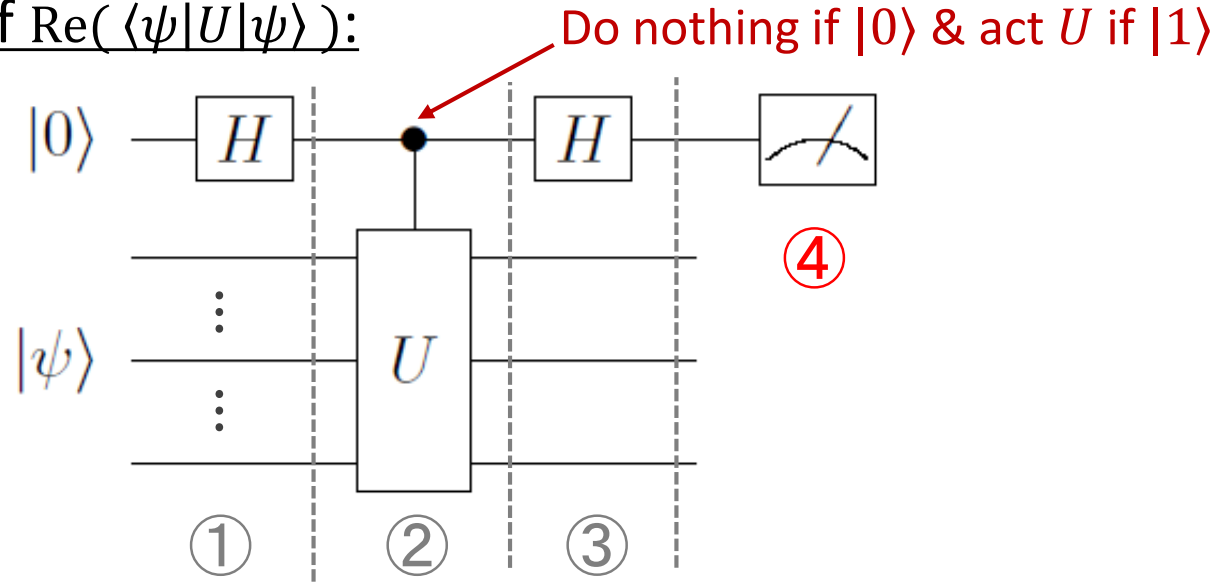 f Re( ⟨ψ|U|ψ⟩ ):
Do nothing if |0⟩ & act U if |1⟩
|0⟩
H
H
④
|ψ⟩
U
①
②
③